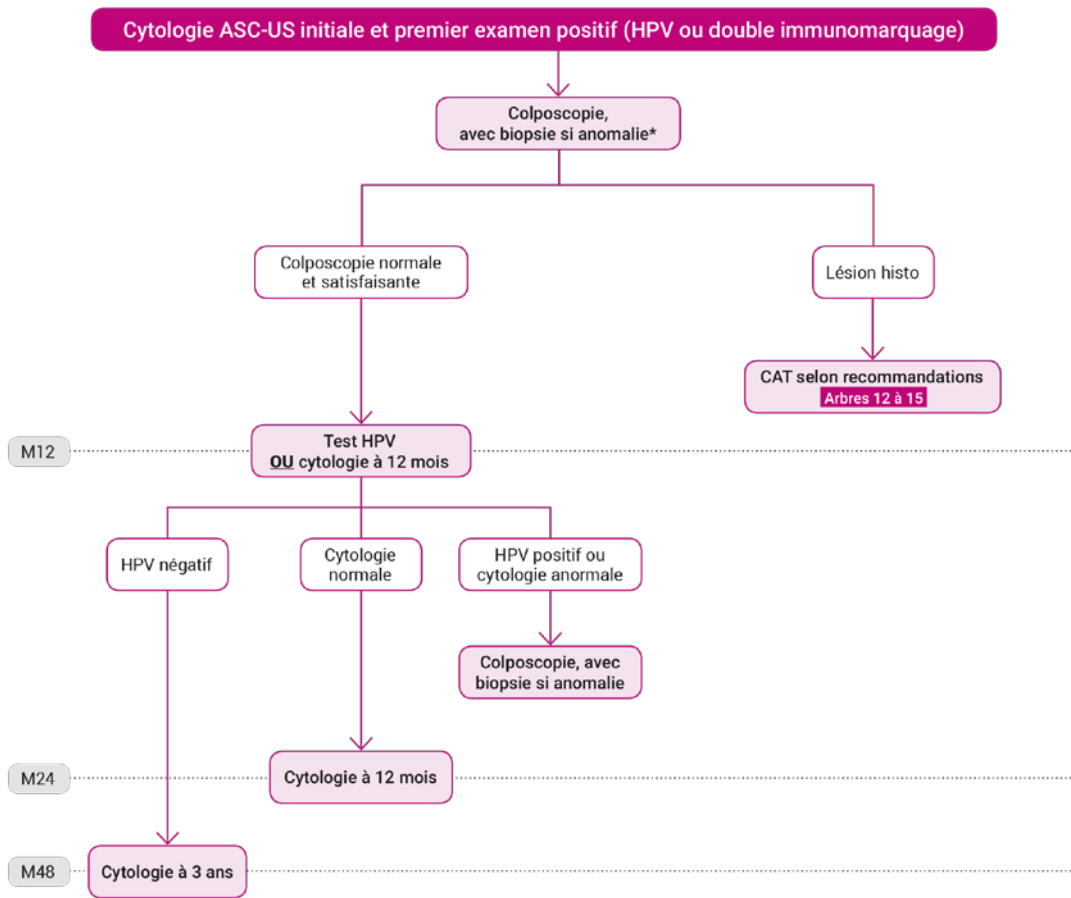 Cytologie ASC-US initiale et premier examen positif (HPV ou double immunomarquage)
Colposcopie,
avec biopsie si anomalie*
Colposcopie normale
et satisfaisante
Lésion histo
CAT selon recommandations
Arbres 12 à 15
M12
Test HPV
OU cytologie à 12 mois
HPV négatif
Cytologie
normale
HPV positif ou
cytologie anormale
Colposcopie, avec
biopsie si anomalie
M24
Cytologie à 12 mois
M48
Cytologie à 3 ans